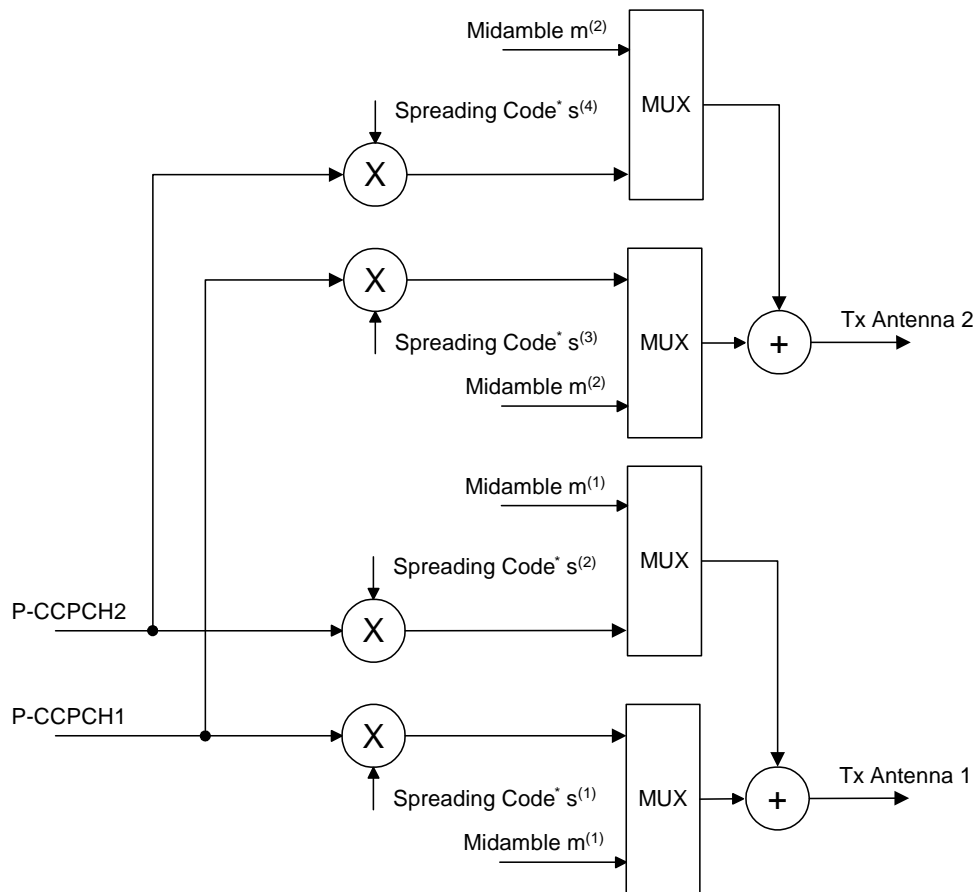 Midamble m(2)
MUX
Spreading Code* s(4)
X
X
Tx Antenna 2
Spreading Code* s(3)
MUX
+
Midamble m(2)
Midamble m(1)
MUX
Spreading Code* s(2)
P-CCPCH2
X
P-CCPCH1
X
Tx Antenna 1
Spreading Code* s(1)
MUX
+
Midamble m(1)